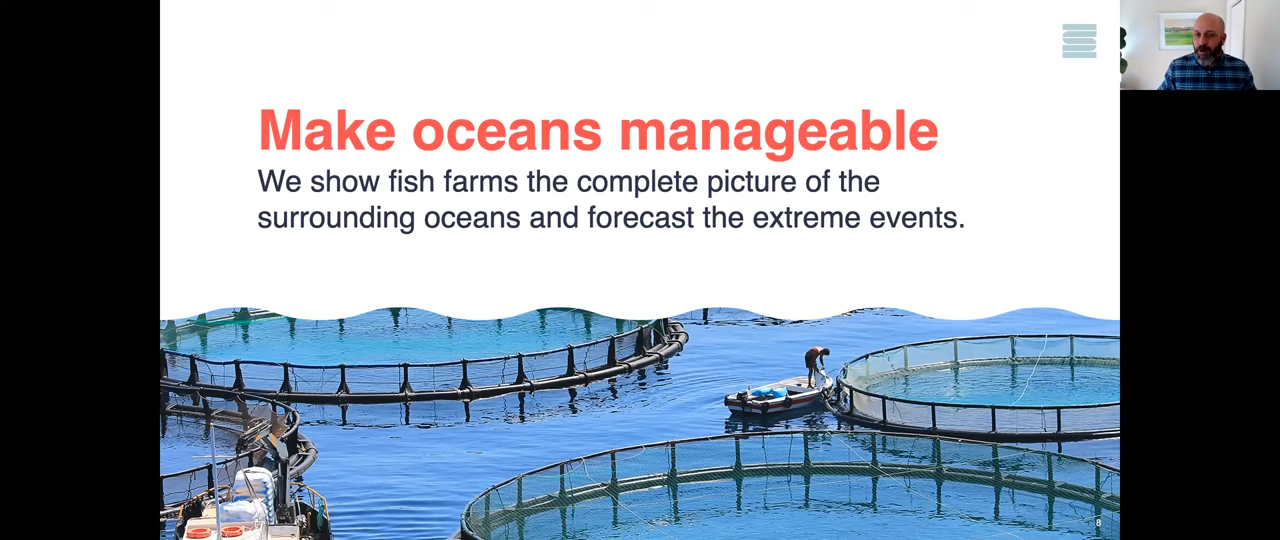 Make oceans manageable
We show fish farms the complete picture of the
surrounding oceans and forecast the extreme events.
8